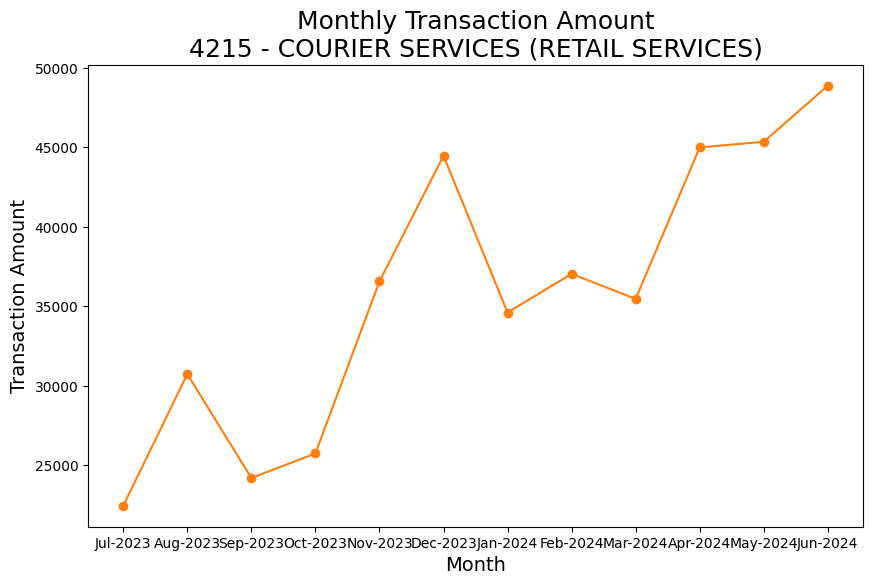 Monthly Transaction Amount
4215 - COURIER SERVICES (RETAIL SERVICES)
Transaction Amount
50000
45000
40000
35000
30000
25000
Jul-2023 Aug-2023 Sep-2023 Oct-2023 Nov-2023 Dec-2023 Jan-2024 Feb-2024 Mar-2024 Apr-2024 May-2024 Jun-2024
Month